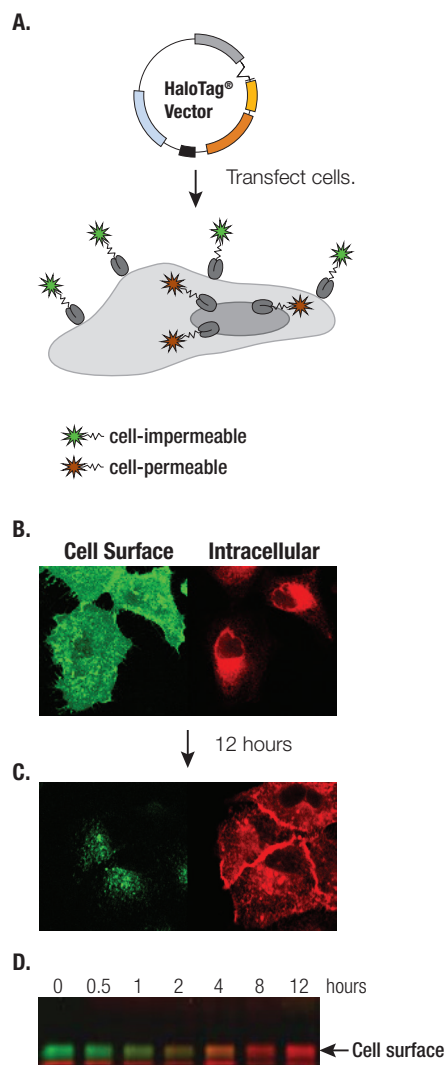 A.
HaloTag®
Vector
Transfect cells.
cell-impermeable
cell-permeable
B.
Cell Surface Intracellular
12 hours
C.
D.
0 0.5 1 2 4 8 12 hours
Cell surface